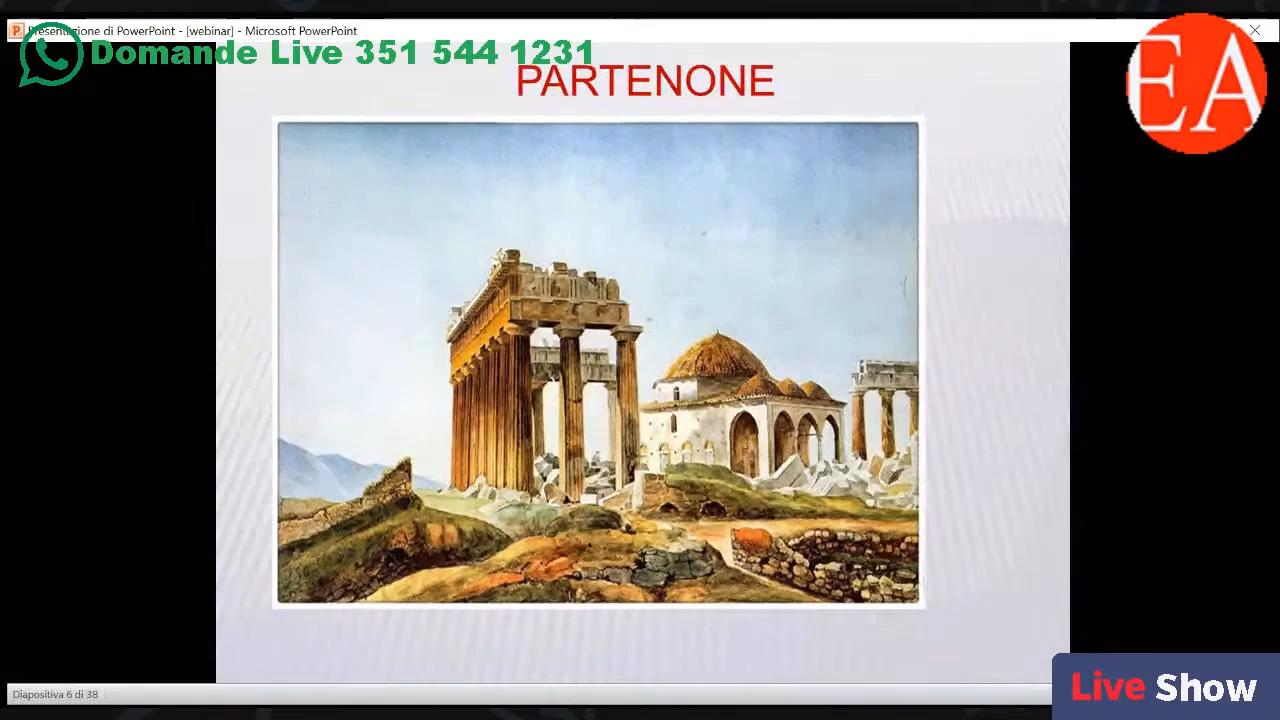 Presentazione di PowerPoint - [webinar] - Microsoft PowerPoint
Domande Live 351 544 1231
EA
PARTENONE
Diapositiva 6 di 38
Live Show